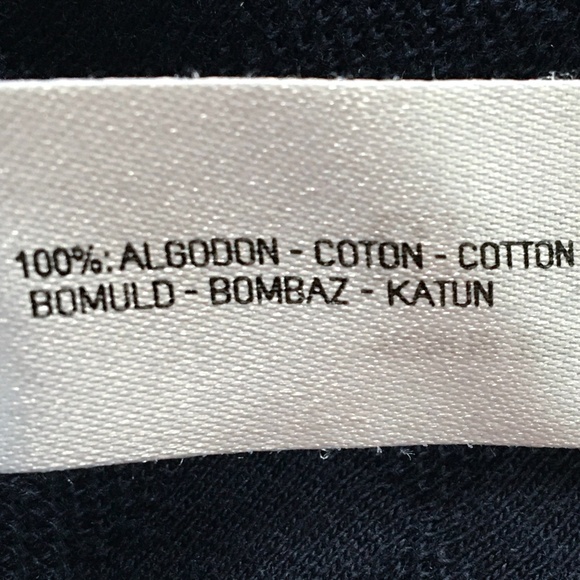 100%: ALGODON - COTON - COTTON
BOMULD - BOMBAZ - KATUN